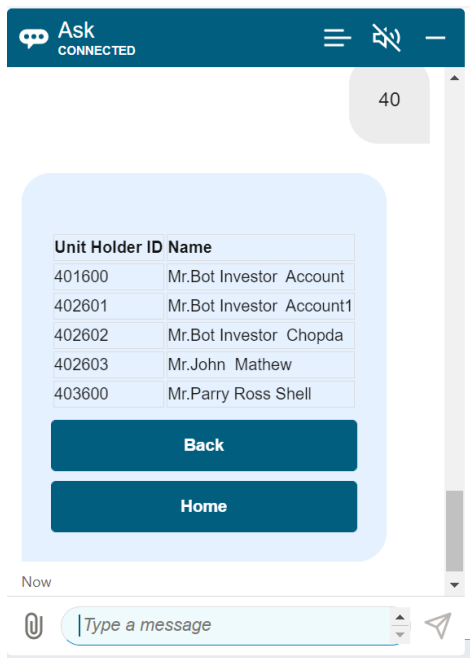 Ask
CONNECTED
40
Unit Holder ID Name
401600 Mr.Bot Investor Account
402601 Mr.Bot Investor Account1
402602 Mr.Bot Investor Chopda
402603 Mr.John Mathew
403600 Mr.Parry Ross Shell
Back
Home
Now
Type a message